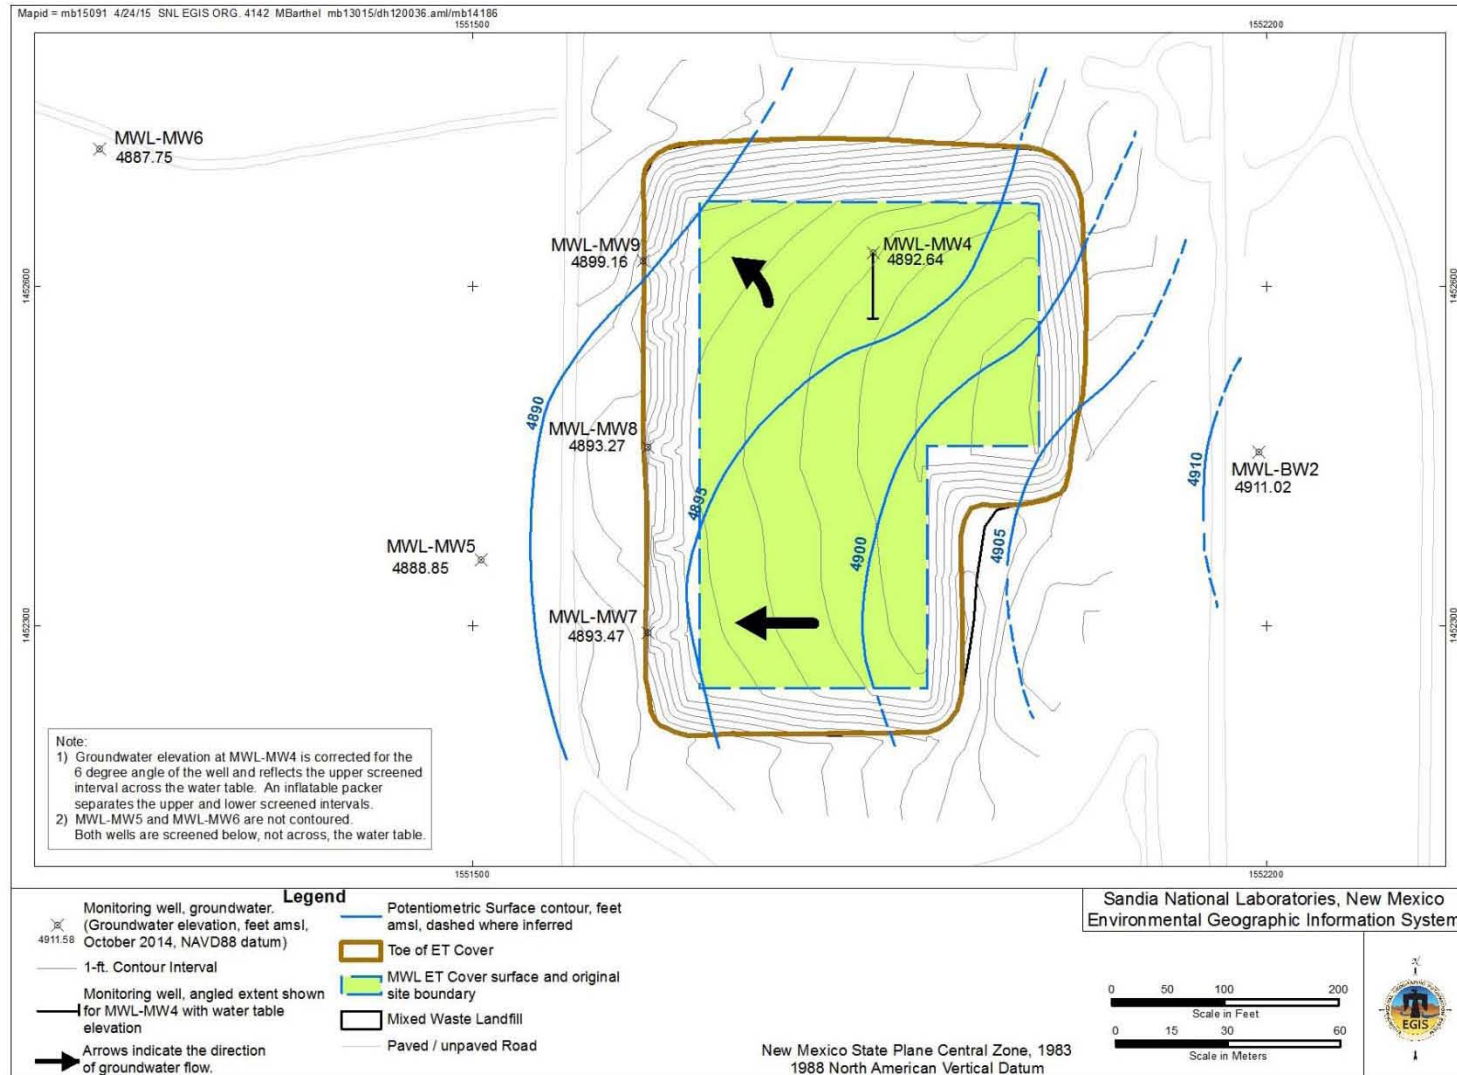 Mapid = mb15091 4/24/15 SNL EGIS ORG. 4142 MBarthel mb13015/dh120036.aml/mb14186
1551500
1552200
MWL-MW6
4887.75
MWL-MW9
4899.16
MWL-MW4
4892.64
1452600
1452600
4890
MWL-MW8
4893.27
4895
4900
4905
4910
MWL-BW2
4911.02
MWL-MW5
4888.85
MWL-MW7
4893.47
1452300
1452300
Note:
1) Groundwater elevation at MWL-MW4 is corrected for the
6 degree angle of the well and reflects the upper screened
interval across the water table. An inflatable packer
separates the upper and lower screened intervals.
2) MWL-MW5 and MWL-MW6 are not contoured.
Both wells are screened below, not across, the water table.
1551500
1552200
Legend
4911.58
Monitoring well, groundwater.
(Groundwater elevation, feet amsl,
October 2014, NAVD88 datum)
1-ft. Contour Interval
Monitoring well, angled extent shown
for MWL-MW4 with water table
elevation
Arrows indicate the direction
of groundwater flow.
Potentiometric Surface contour, feet
amsl, dashed where inferred
Toe of ET Cover
MWL ET Cover surface and original
site boundary
Mixed Waste Landfill
Paved / unpaved Road
New Mexico State Plane Central Zone, 1983
1988 North American Vertical Datum
Sandia National Laboratories, New Mexico
Environmental Geographic Information System
0 50 100 200
Scale in Feet
0 15 30 60
Scale in Meters
EGIS